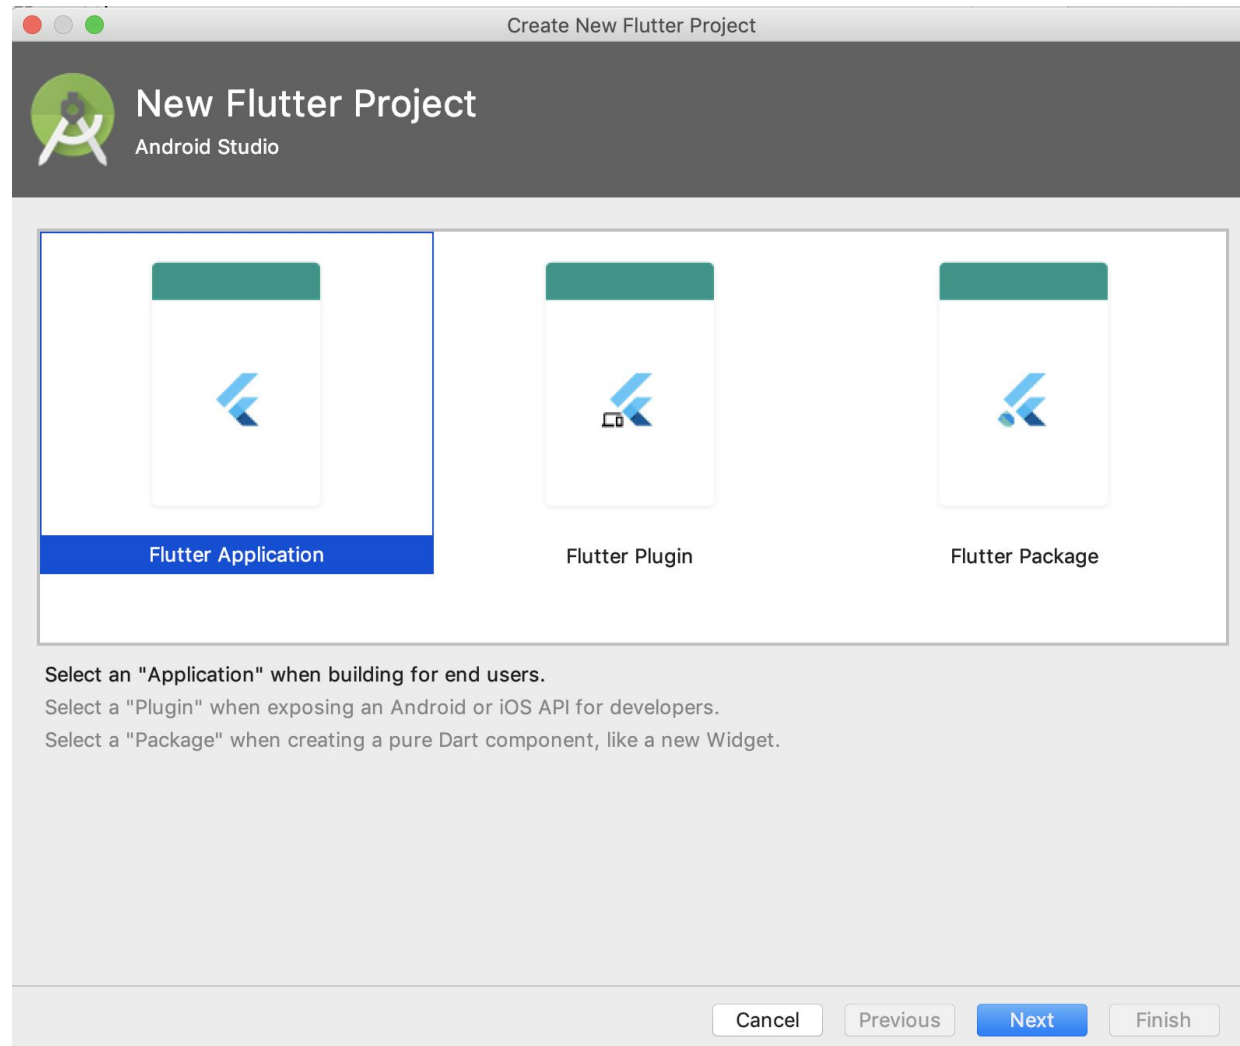 Create New Flutter Project
New Flutter Project
Android Studio
Flutter Application
Flutter Plugin
Flutter Package
Select an "Application" when building for end users.
Select a "Plugin" when exposing an Android or iOS API for developers.
Select a "Package" when creating a pure Dart component, like a new Widget.
Cancel
Previous
Next
Finish